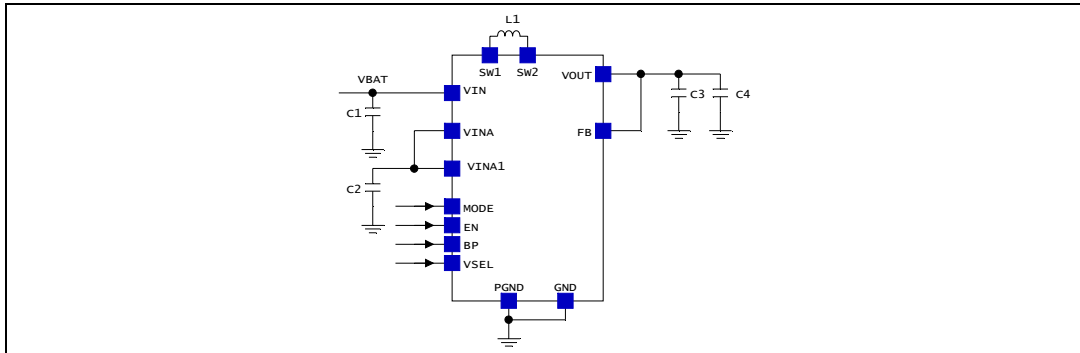 L1
SW1
SW2
VBAT
VIN
VOUT
C1
C3
C4
VINA
FB
VINA1
C2
MODE
EN
BP
VSEL
PGND
GND